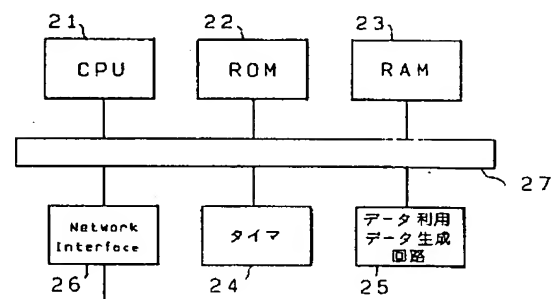 21
22
23
CPU
ROM
RAM
27
Network
Interface
タイマ
データ利用
データ生成
回路
26
24
25